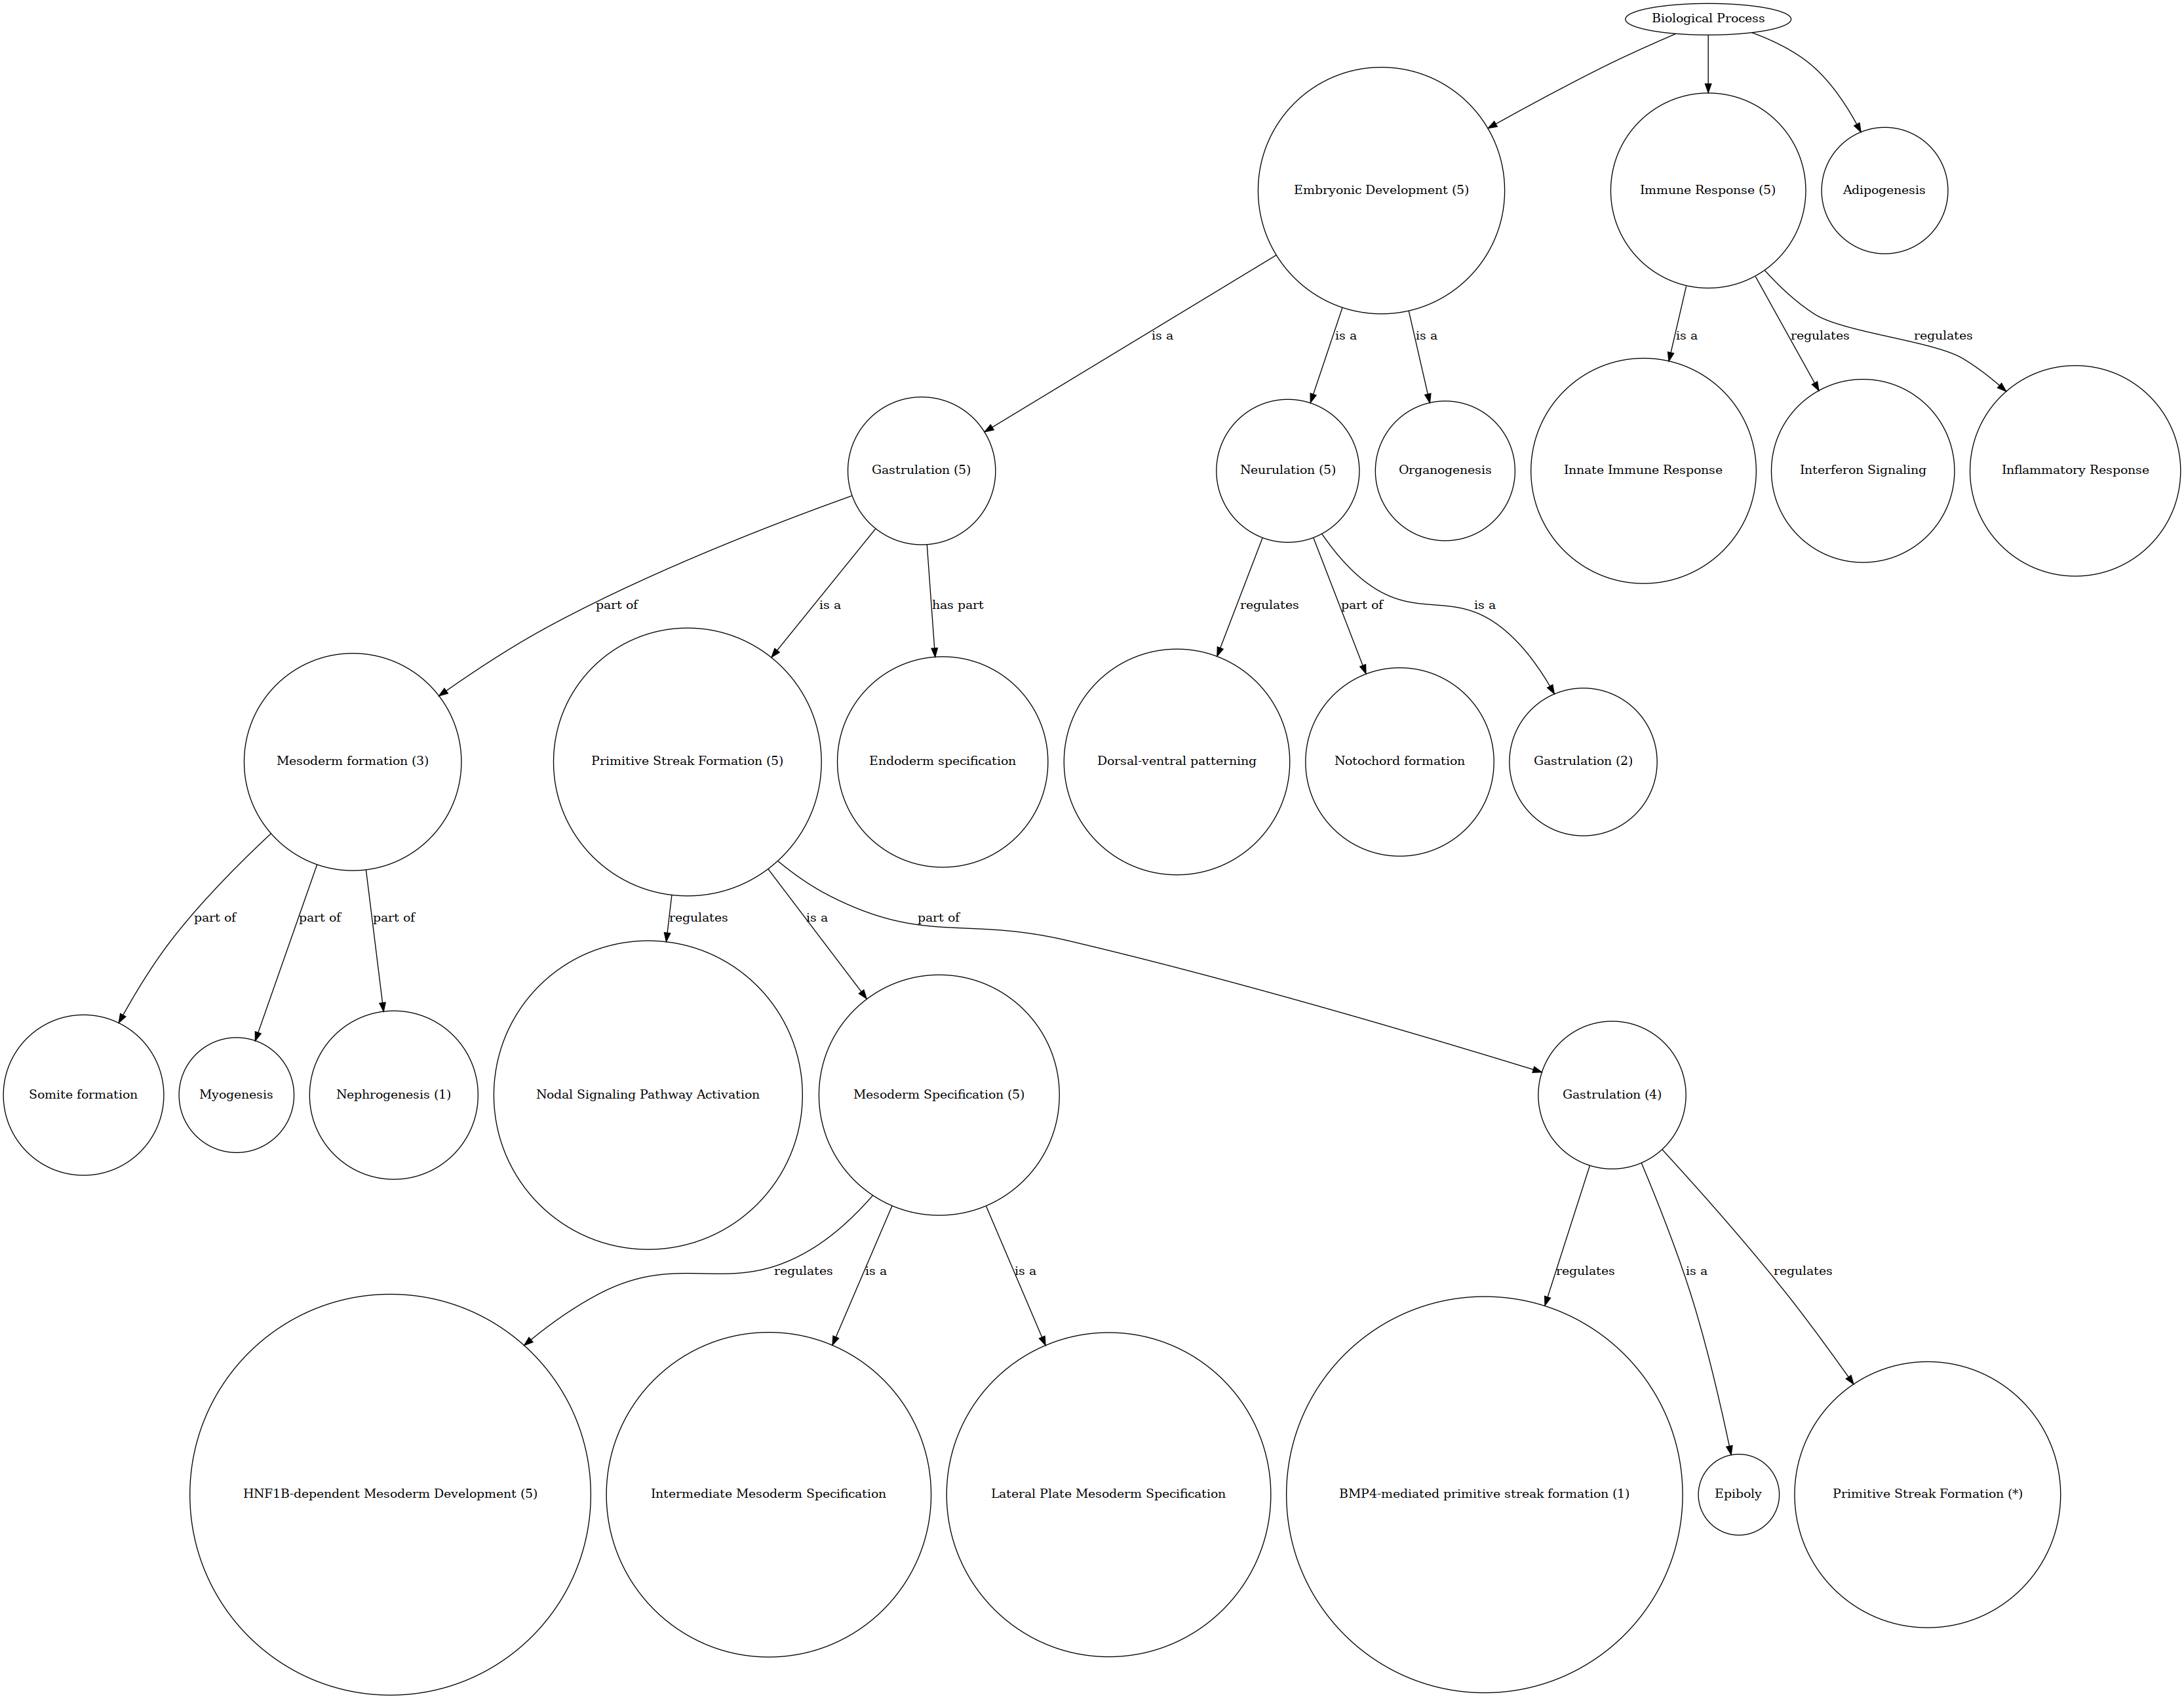 Biological Process
Embryonic Development (5)
Immune Response (5)
Adipogenesis
is a
is a
is a
is a
regulates
regulates
Gastrulation (5)
Neurulation (5)
Organogenesis
Innate Immune Response
Interferon Signaling
Inflammatory Response
part of
is a
has part
regulates
part of
is a
Mesoderm formation (3)
Primitive Streak Formation (5)
Endoderm specification
Dorsal-ventral patterning
Notochord formation
Gastrulation (2)
part of
part of
part of
regulates
is a
part of
Somite formation
Myogenesis
Nephrogenesis (1)
Nodal Signaling Pathway Activation
Mesoderm Specification (5)
Gastrulation (4)
regulates
is a
is a
regulates
is a
regulates
HNF1B-dependent Mesoderm Development (5)
Intermediate Mesoderm Specification
Lateral Plate Mesoderm Specification
BMP4-mediated primitive streak formation (1)
Epiboly
Primitive Streak Formation (*)